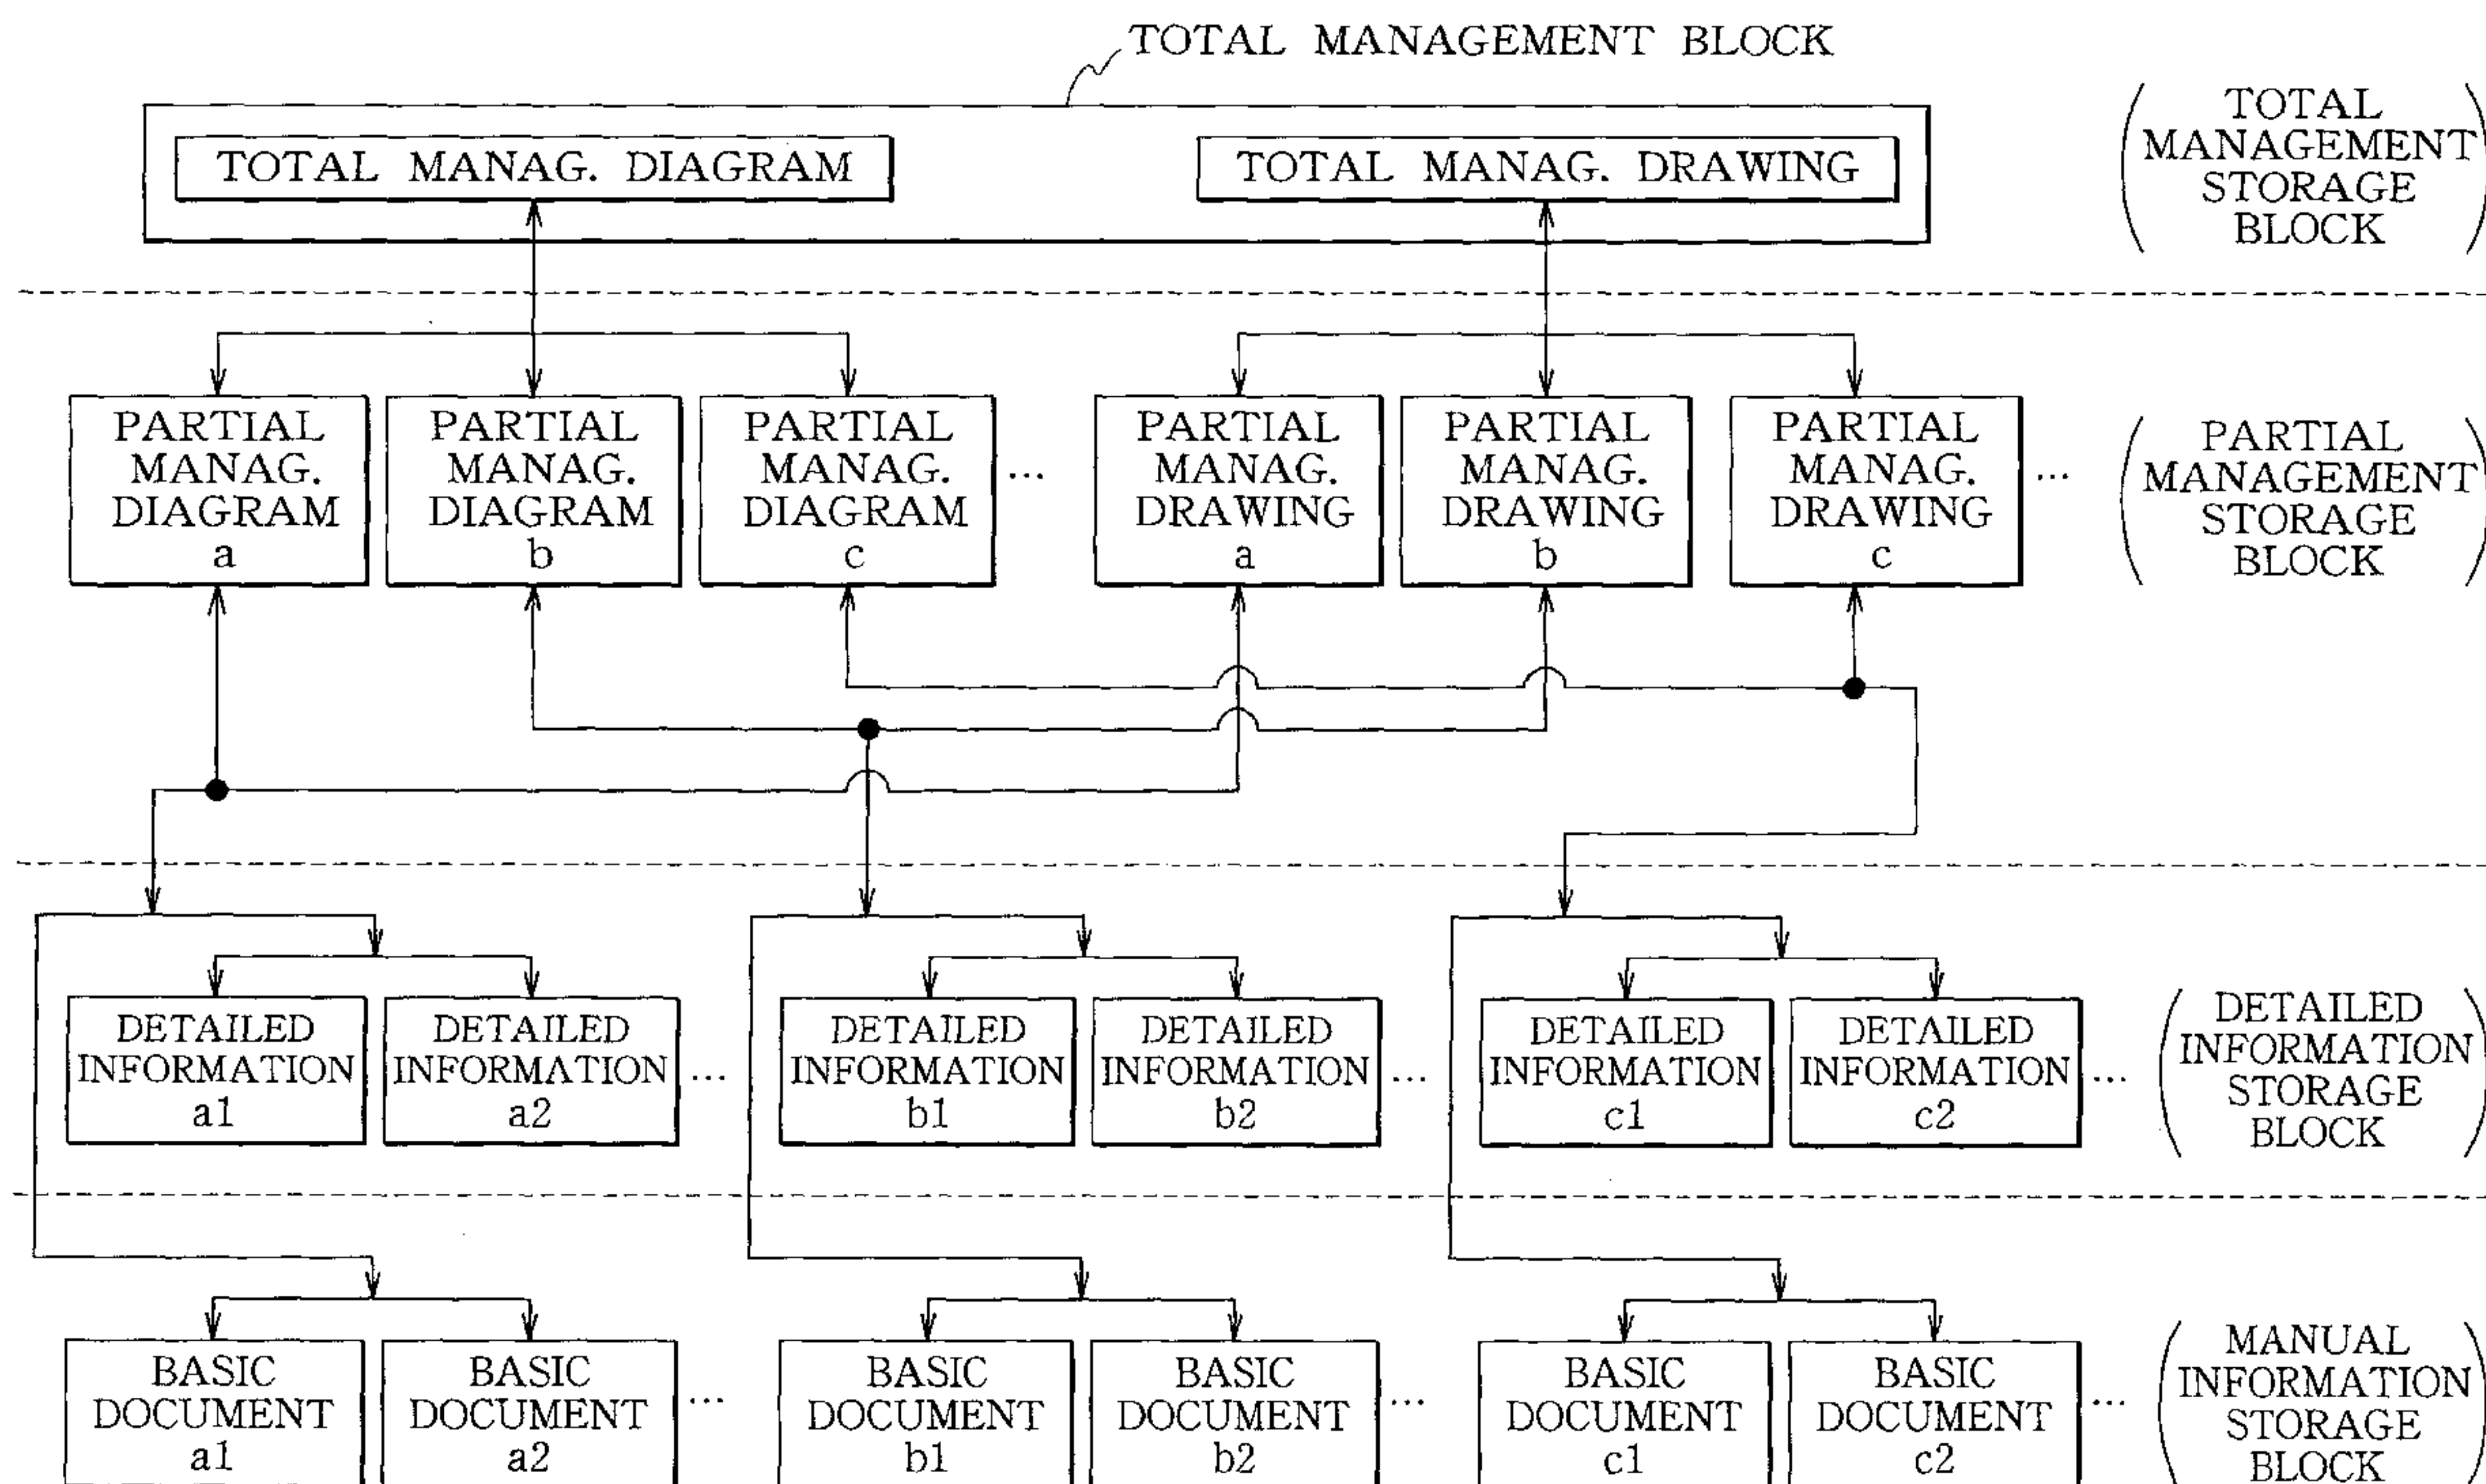 TOTAL MANAGEMENT BLOCK
TOTAL MANAG. DIAGRAM
TOTAL MANAG. DRAWING
TOTAL
MANAGEMENT
STORAGE
BLOCK
PARTIAL
MANAG.
DIAGRAM
a
PARTIAL
MANAG.
DIAGRAM
b
PARTIAL
MANAG.
DIAGRAM
c
...
PARTIAL
MANAG.
DRAWING
a
PARTIAL
MANAG.
DRAWING
b
PARTIAL
MANAG.
DRAWING
c
...
PARTIAL
MANAGEMENT
STORAGE
BLOCK
DETAILED
INFORMATION
a1
DETAILED
INFORMATION
a2
...
DETAILED
INFORMATION
b1
DETAILED
INFORMATION
b2
...
DETAILED
INFORMATION
c1
DETAILED
INFORMATION
c2
...
DETAILED
INFORMATION
STORAGE
BLOCK
BASIC
DOCUMENT
a1
BASIC
DOCUMENT
a2
...
BASIC
DOCUMENT
b1
BASIC
DOCUMENT
b2
...
BASIC
DOCUMENT
c1
BASIC
DOCUMENT
c2
...
MANUAL
INFORMATION
STORAGE
BLOCK